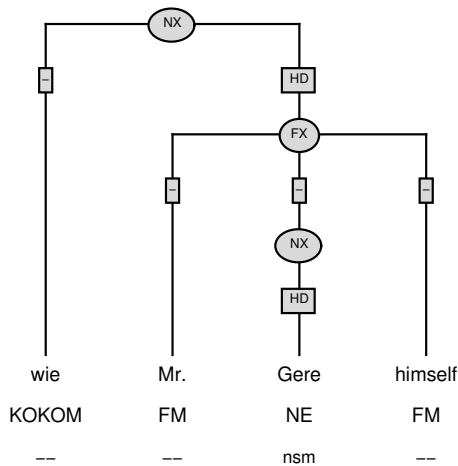 NX
– HD
FX
– – –
NX
HD
wie Mr. Gere himself
KOKOM FM NE FM
–– –– nsm ––